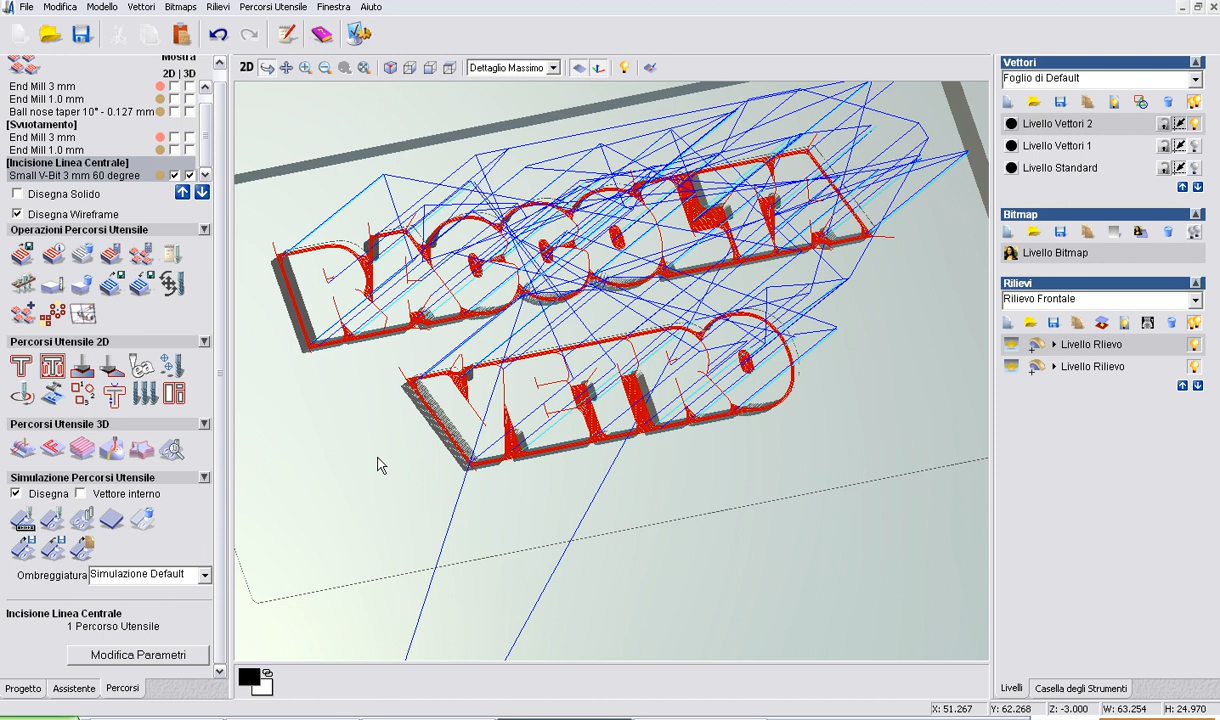 File Modifica Modello Vettori Bitmaps Rilievi Percorsi Utensile Finestra Aiuto
2D Dettaglio Massimo
Mostra
2D | 3D
End Mill 3 mm
End Mill 1.0 mm
Ball nose taper 10° - 0.127 mm
[Svuotamento]
End Mill 3 mm
End Mill 1.0 mm
[Incisione Linea Centrale]
Small V-Bit 3 mm 60 degree
Disegna Solido
Disegna Wireframe
Operazioni Percorsi Utensile
Percorsi Utensile 2D
Percorsi Utensile 3D
Simulazione Percorsi Utensile
Disegna Vettore interno
Ombreggiatura Simulazione Default
Incisione Linea Centrale
1 Percorso Utensile
Modifica Parametri
Progetto Assistente Percorsi
Vettori
Foglio di Default
Livello Vettori 2
Livello Vettori 1
Livello Standard
Bitmap
Livello Bitmap
Rilievi
Rilievo Frontale
Livello Rlievo
Livello Rlievo
Livelli Casella degli Strumenti
X: 51.267 Y: 62.268 Z: -3.000 W: 63.254 H: 24.970